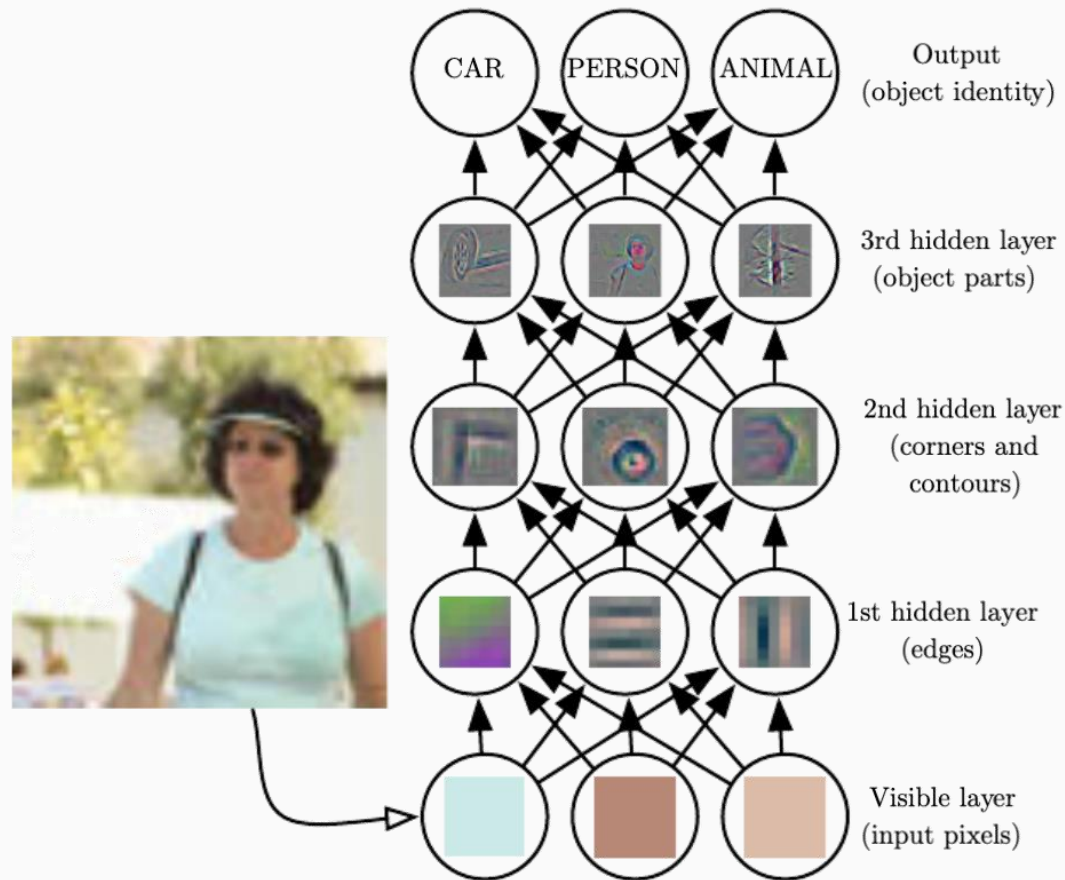 CAR
PERSON
ANIMAL
Output
(object identity)
3rd hidden layer
(object parts)
2nd hidden layer
(corners and
contours)
1st hidden layer
(edges)
Visible layer
(input pixels)